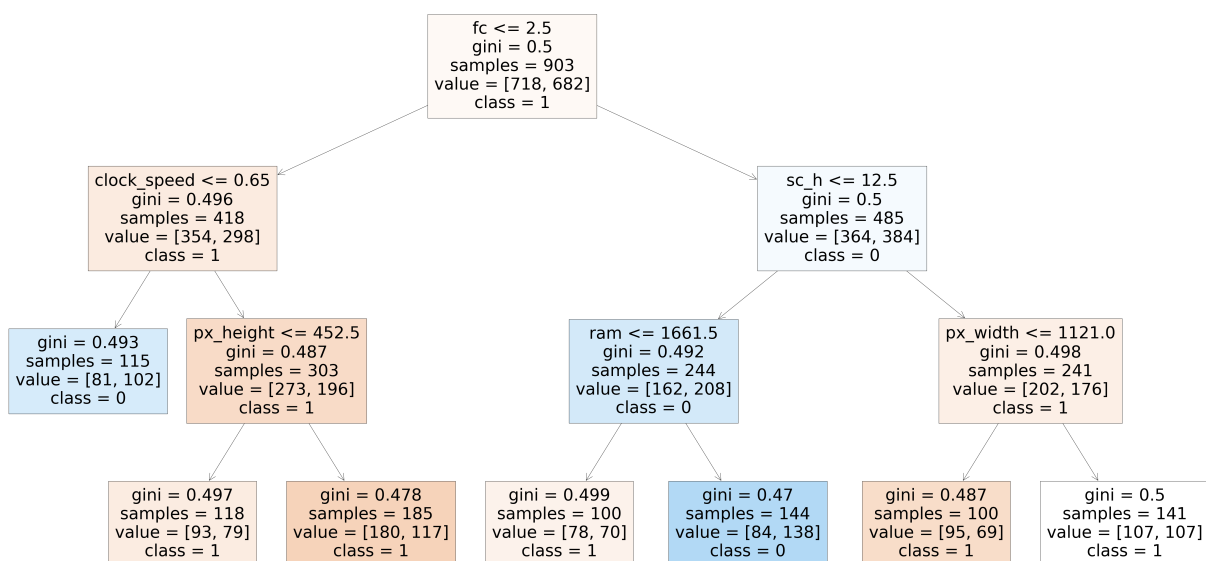 fc <= 2.5
gini = 0.5
samples = 903
value = [718, 682]
class = 1
clock_speed <= 0.65
gini = 0.496
samples = 418
value = [354, 298]
class = 1
sc_h <= 12.5
gini = 0.5
samples = 485
value = [364, 384]
class = 0
gini = 0.493
samples = 115
value = [81, 102]
class = 0
px_height <= 452.5
gini = 0.487
samples = 303
value = [273, 196]
class = 1
ram <= 1661.5
gini = 0.492
samples = 244
value = [162, 208]
class = 0
px_width <= 1121.0
gini = 0.498
samples = 241
value = [202, 176]
class = 1
gini = 0.497
samples = 118
value = [93, 79]
class = 1
gini = 0.478
samples = 185
value = [180, 117]
class = 1
gini = 0.499
samples = 100
value = [78, 70]
class = 1
gini = 0.47
samples = 144
value = [84, 138]
class = 0
gini = 0.487
samples = 100
value = [95, 69]
class = 1
gini = 0.5
samples = 141
value = [107, 107]
class = 1